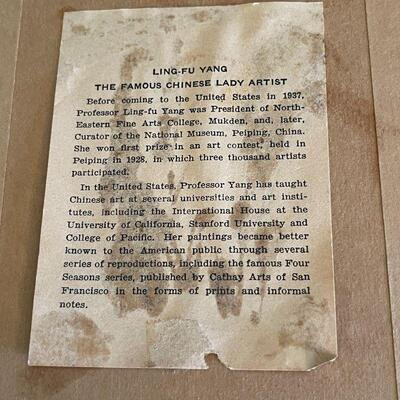 LING-FU YANG
THE FAMOUS CHINESE LADY ARTIST
Before coming to the United States in 1937,
Professor Ling-fu Yang was President of North-
Eastern Fine Arts College, Mukden, and, later,
Curator of the National Museum, Peiping, China.
She won first prize in an art contest, held in
Peiping in 1928, in which three thousand artists
participated.
In the United States, Professor Yang has taught
Chinese art at several universities and art insti-
tutes, including the International House at the
University of California, Stanford University and
College of Pacific. Her paintings became better
known to the American public through several
series of reproductions, including the famous Four
Seasons series, published by Cathay Arts of San
Francisco in the forms of prints and informal
notes.